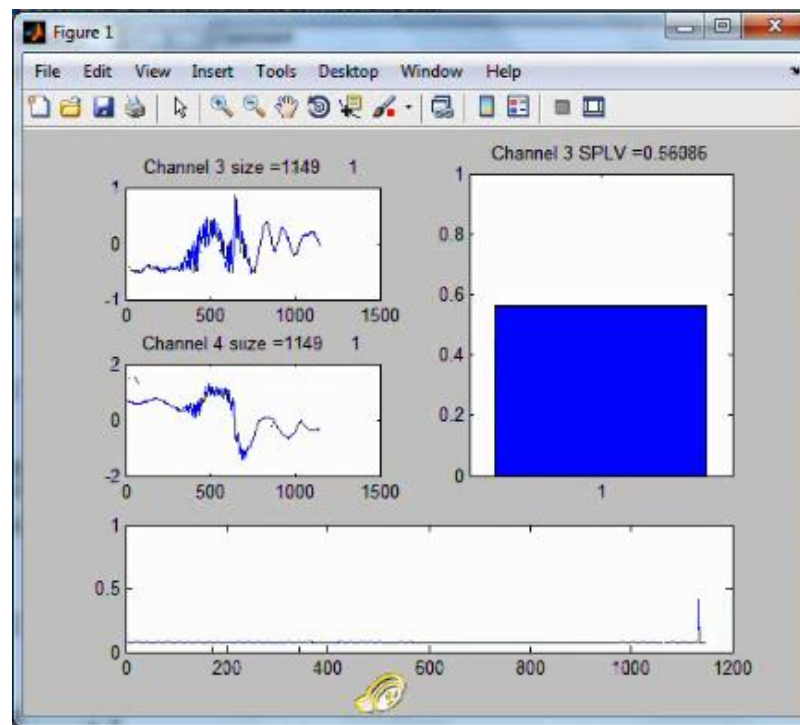 Figure 1
File Edit View Insert Tools Desktop Window Help
Channel 3 size =1149 1
1
0
-1
0 500 1000 1500
Channel 4 size =1149 1
2
0
-2
0 500 1000 1500
Channel 3 SPLV =0.56986
1
0.8
0.6
0.4
0.2
0
1
1
0.5
0
0 200 400 600 800 1000 1200